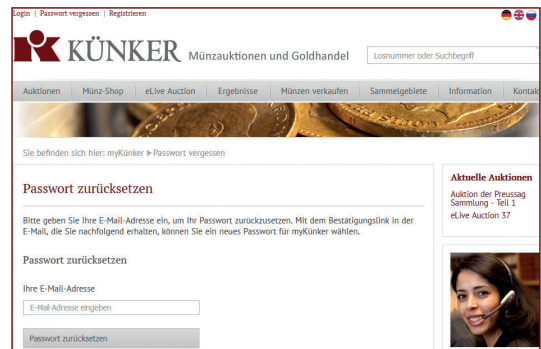 Login | Passwort vergessen | Registrieren
KÜNKER Münzauktionen und Goldhandel
Losnummer oder Suchbegriff
Auktionen Münz-Shop eLive Auction Ergebnisse Münzen verkaufen Sammelgebiete Information Kontak
Sie befinden sich hier: myKünker ▶ Passwort vergessen
Passwort zurücksetzen
Bitte geben Sie Ihre E-Mail-Adresse ein, um Ihr Passwort zurückzusetzen. Mit dem Bestätigungslink in der
E-Mail, die Sie nachfolgend erhalten, können Sie ein neues Passwort für myKünker wählen.
Passwort zurücksetzen
Ihre E-Mail-Adresse
E-Mail-Adresse eingeben
Passwort zurücksetzen
Aktuelle Auktionen
Auktion der Preussag
Sammlung - Teil 1
eLive Auction 37